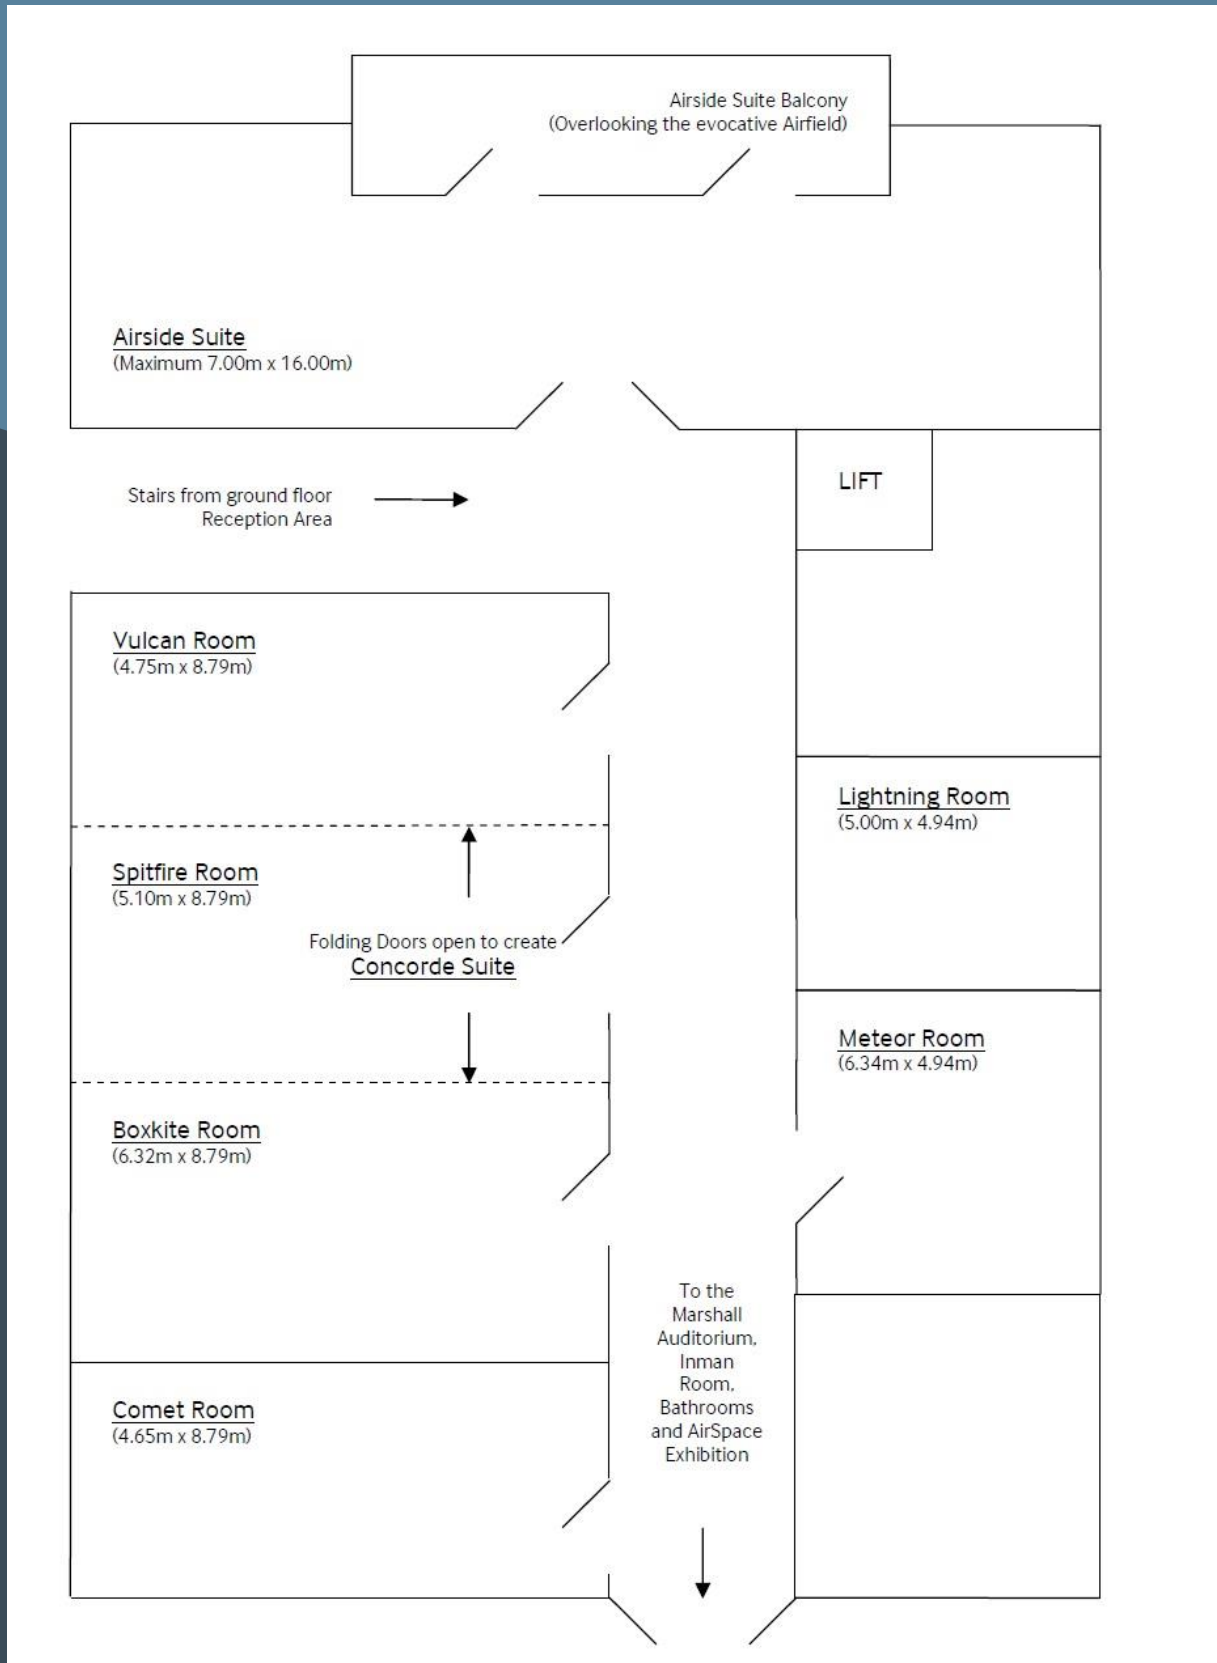 Airside Suite Balcony
(Overlooking the evocative Airfield)
Airside Suite
(Maximum 7.00m x 16.00m)
LIFT
Stairs from ground floor
Reception Area
Vulcan Room
(4.75m x 8.79m)
Lightning Room
(5.00m x 4.94m)
Spitfire Room
(5.10m x 8.79m)
Folding Doors open to create
Concorde Suite
Meteor Room
(6.34m x 4.94m)
Boxkite Room
(6.32m x 8.79m)
To the
Marshall
Auditorium,
Inman
Room,
Bathrooms
and AirSpace
Exhibition
Comet Room
(4.65m x 8.79m)